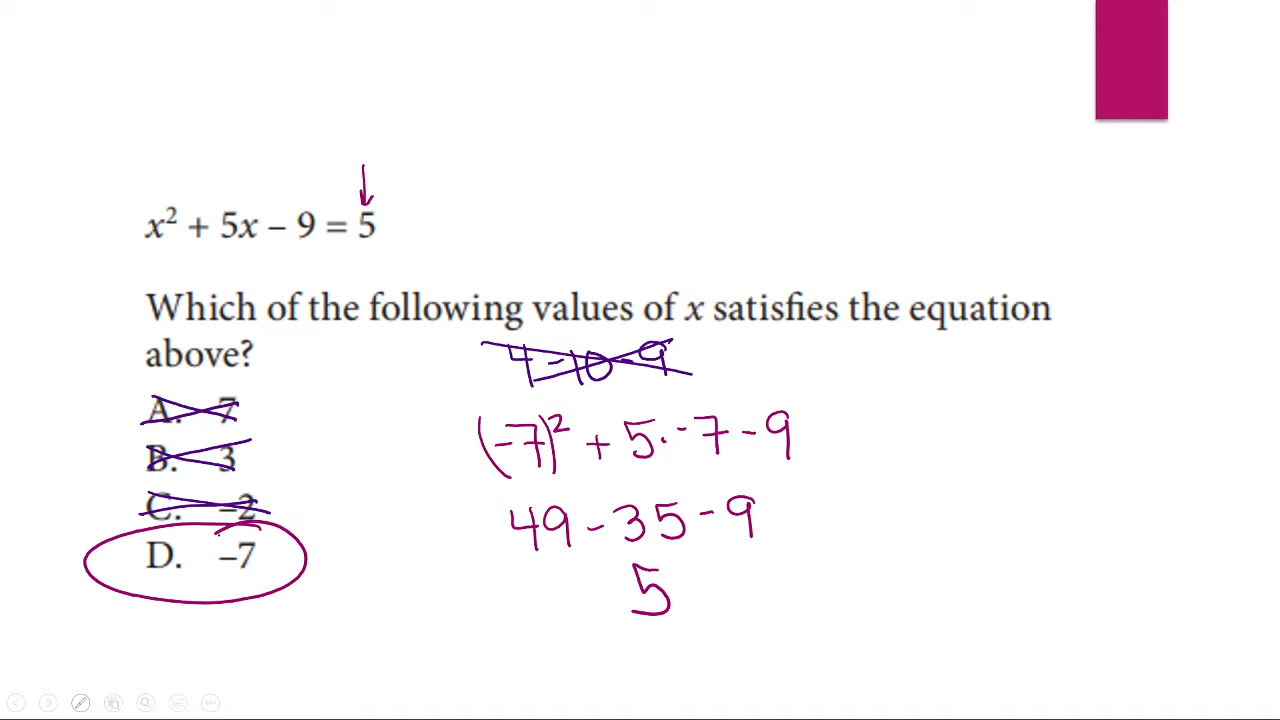 x² + 5x – 9 = 5
Which of the following values of x satisfies the equation
above?
4 - 10 - 9
A. 7
(-7)² + 5 · -7 - 9
B. 3
C. –2
49 - 35 - 9
D. –7
5